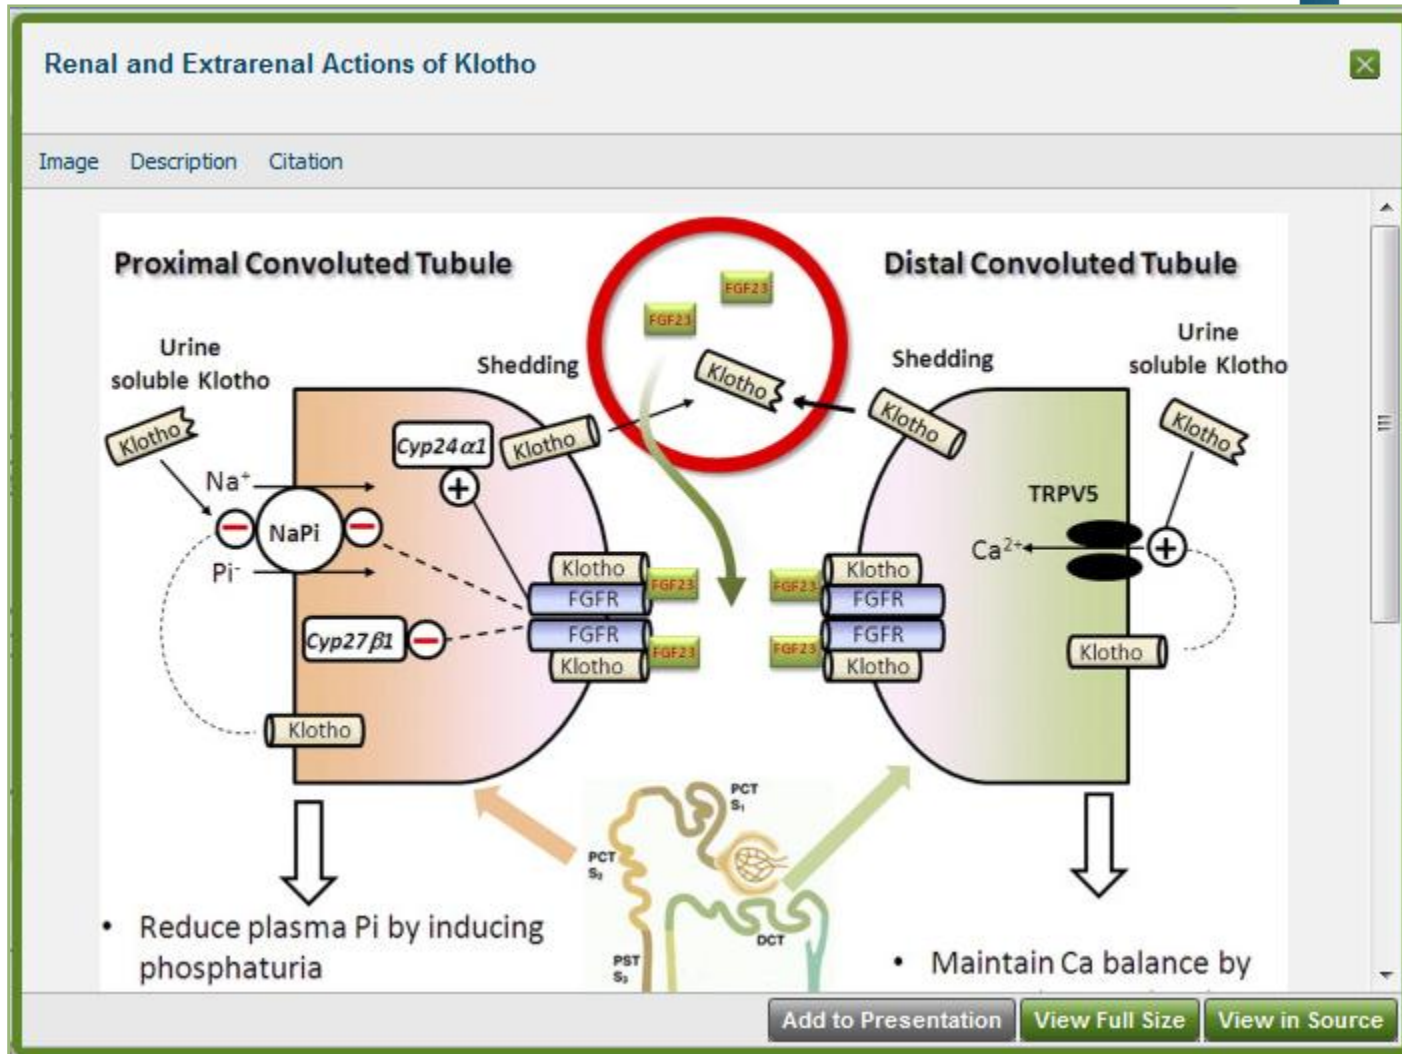 Renal and Extrarenal Actions of Klotho
Image Description Citation
Proximal Convoluted Tubule
Distal Convoluted Tubule
FGF23
FGF23
Urine
soluble Klotho
Shedding
Klotho
Shedding
Urine
soluble Klotho
Klotho
Cyp24α1
Klotho
Klotho
Klotho
+
Na⁺
NaPi
Pi⁻
TRPV5
Ca²⁺
+
Klotho
FGF23
FGFR
FGFR
FGF23
Klotho
FGF23
Klotho
FGFR
FGFR
FGF23
Klotho
Cyp27β1
Klotho
Klotho
PCT
S₁
PCT
S₂
DCT
PST
S₃
• Reduce plasma Pi by inducing
phosphaturia
• Maintain Ca balance by
Add to Presentation View Full Size View in Source